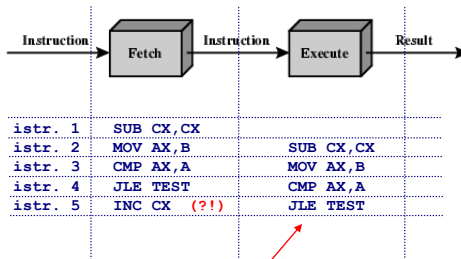 Instruction Fetch Instruction Execute Result
istr. 1 SUB CX,CX
istr. 2 MOV AX,B SUB CX,CX
istr. 3 CMP AX,A MOV AX,B
istr. 4 JLE TEST CMP AX,A
istr. 5 INC CX (?!) JLE TEST